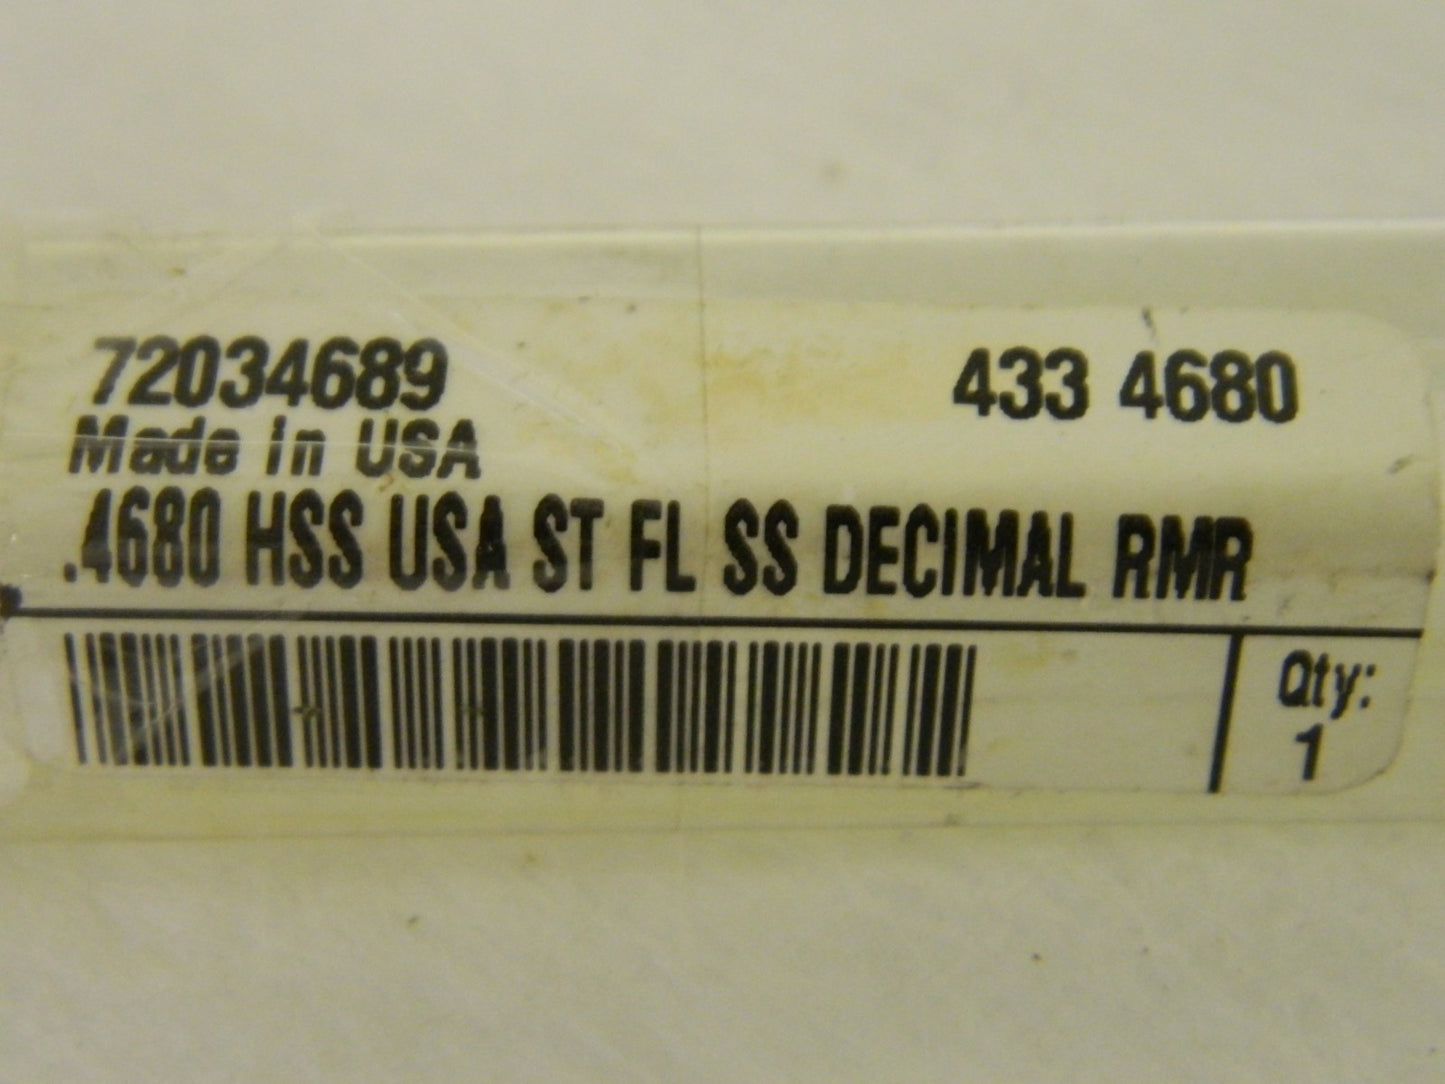 72034689 433 4680
Made in USA
.4680 HSS USA ST FL SS DECIMAL RMR
Qty:
1